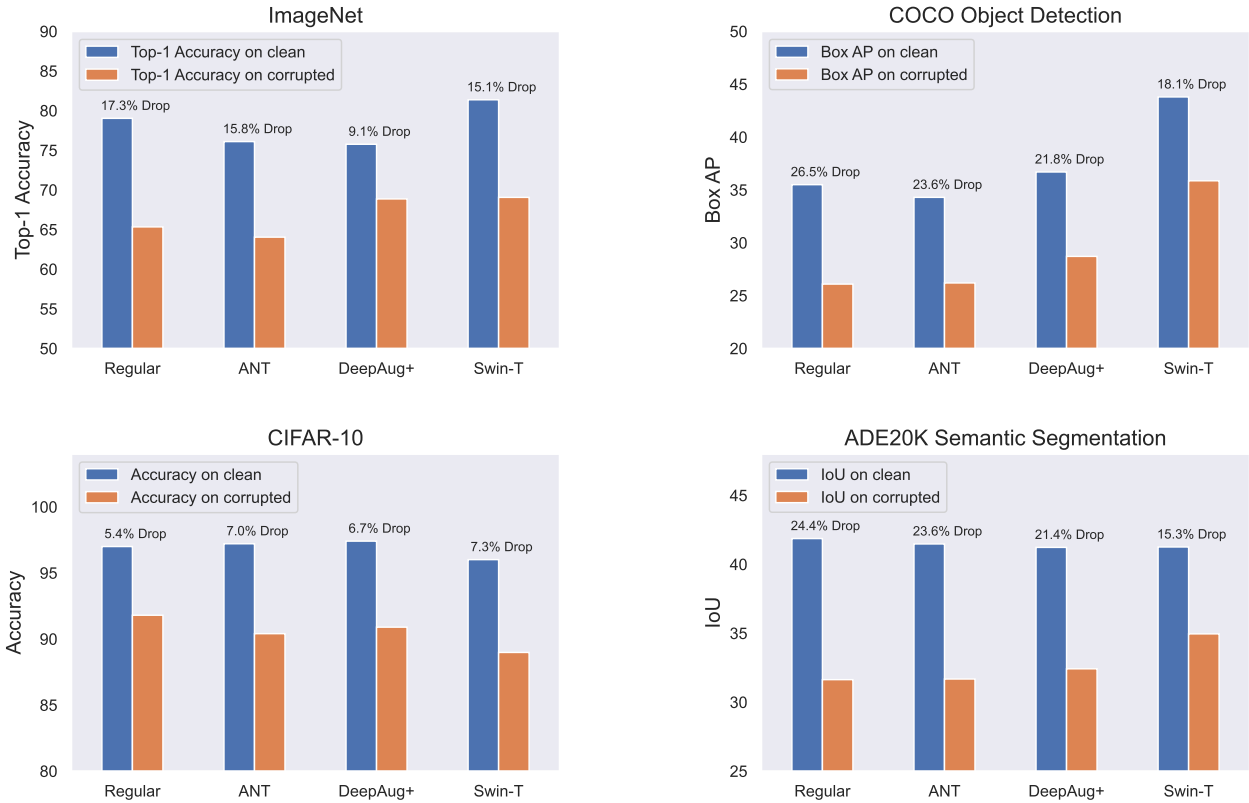 ImageNet
90
85
80
75
70
65
60
55
50
Top-1 Accuracy
Top-1 Accuracy on clean
Top-1 Accuracy on corrupted
17.3% Drop
15.8% Drop
9.1% Drop
15.1% Drop
Regular
ANT
DeepAug+
Swin-T
COCO Object Detection
50
45
40
35
30
25
20
Box AP
Box AP on clean
Box AP on corrupted
26.5% Drop
23.6% Drop
21.8% Drop
18.1% Drop
Regular
ANT
DeepAug+
Swin-T
CIFAR-10
100
95
90
85
80
Accuracy
Accuracy on clean
Accuracy on corrupted
5.4% Drop
7.0% Drop
6.7% Drop
7.3% Drop
Regular
ANT
DeepAug+
Swin-T
ADE20K Semantic Segmentation
45
40
35
30
25
IoU
IoU on clean
IoU on corrupted
24.4% Drop
23.6% Drop
21.4% Drop
15.3% Drop
Regular
ANT
DeepAug+
Swin-T